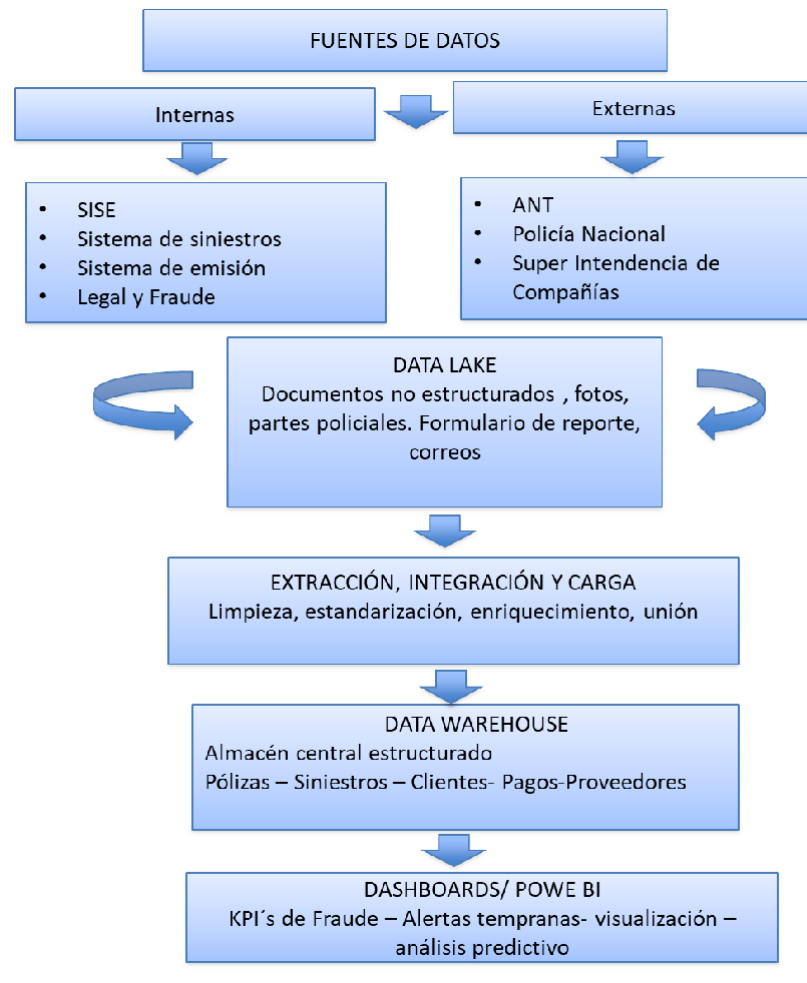 FUENTES DE DATOS
Internas
Externas
• SISE
• Sistema de siniestros
• Sistema de emisión
• Legal y Fraude
• ANT
• Policía Nacional
• Super Intendencia de
Compañías
DATA LAKE
Documentos no estructurados , fotos,
partes policiales. Formulario de reporte,
correos
EXTRACCIÓN, INTEGRACIÓN Y CARGA
Limpieza, estandarización, enriquecimiento, unión
DATA WAREHOUSE
Almacén central estructurado
Pólizas – Siniestros – Clientes- Pagos-Proveedores
DASHBOARDS/ POWE BI
KPI´s de Fraude – Alertas tempranas- visualización –
análisis predictivo